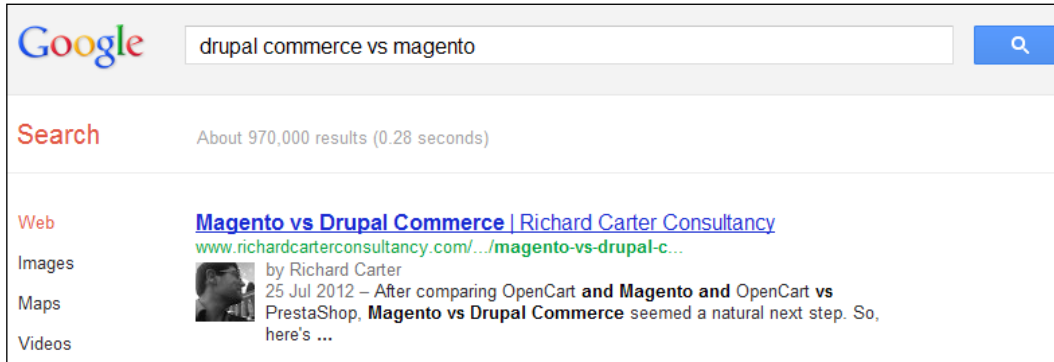 Google
drupal commerce vs magento
Search
About 970,000 results (0.28 seconds)
Web
Images
Maps
Videos
Magento vs Drupal Commerce | Richard Carter Consultancy
www.richardcarterconsultancy.com/.../magento-vs-drupal-c...
by Richard Carter
25 Jul 2012 – After comparing OpenCart and Magento and OpenCart vs
PrestaShop, Magento vs Drupal Commerce seemed a natural next step. So,
here's ...